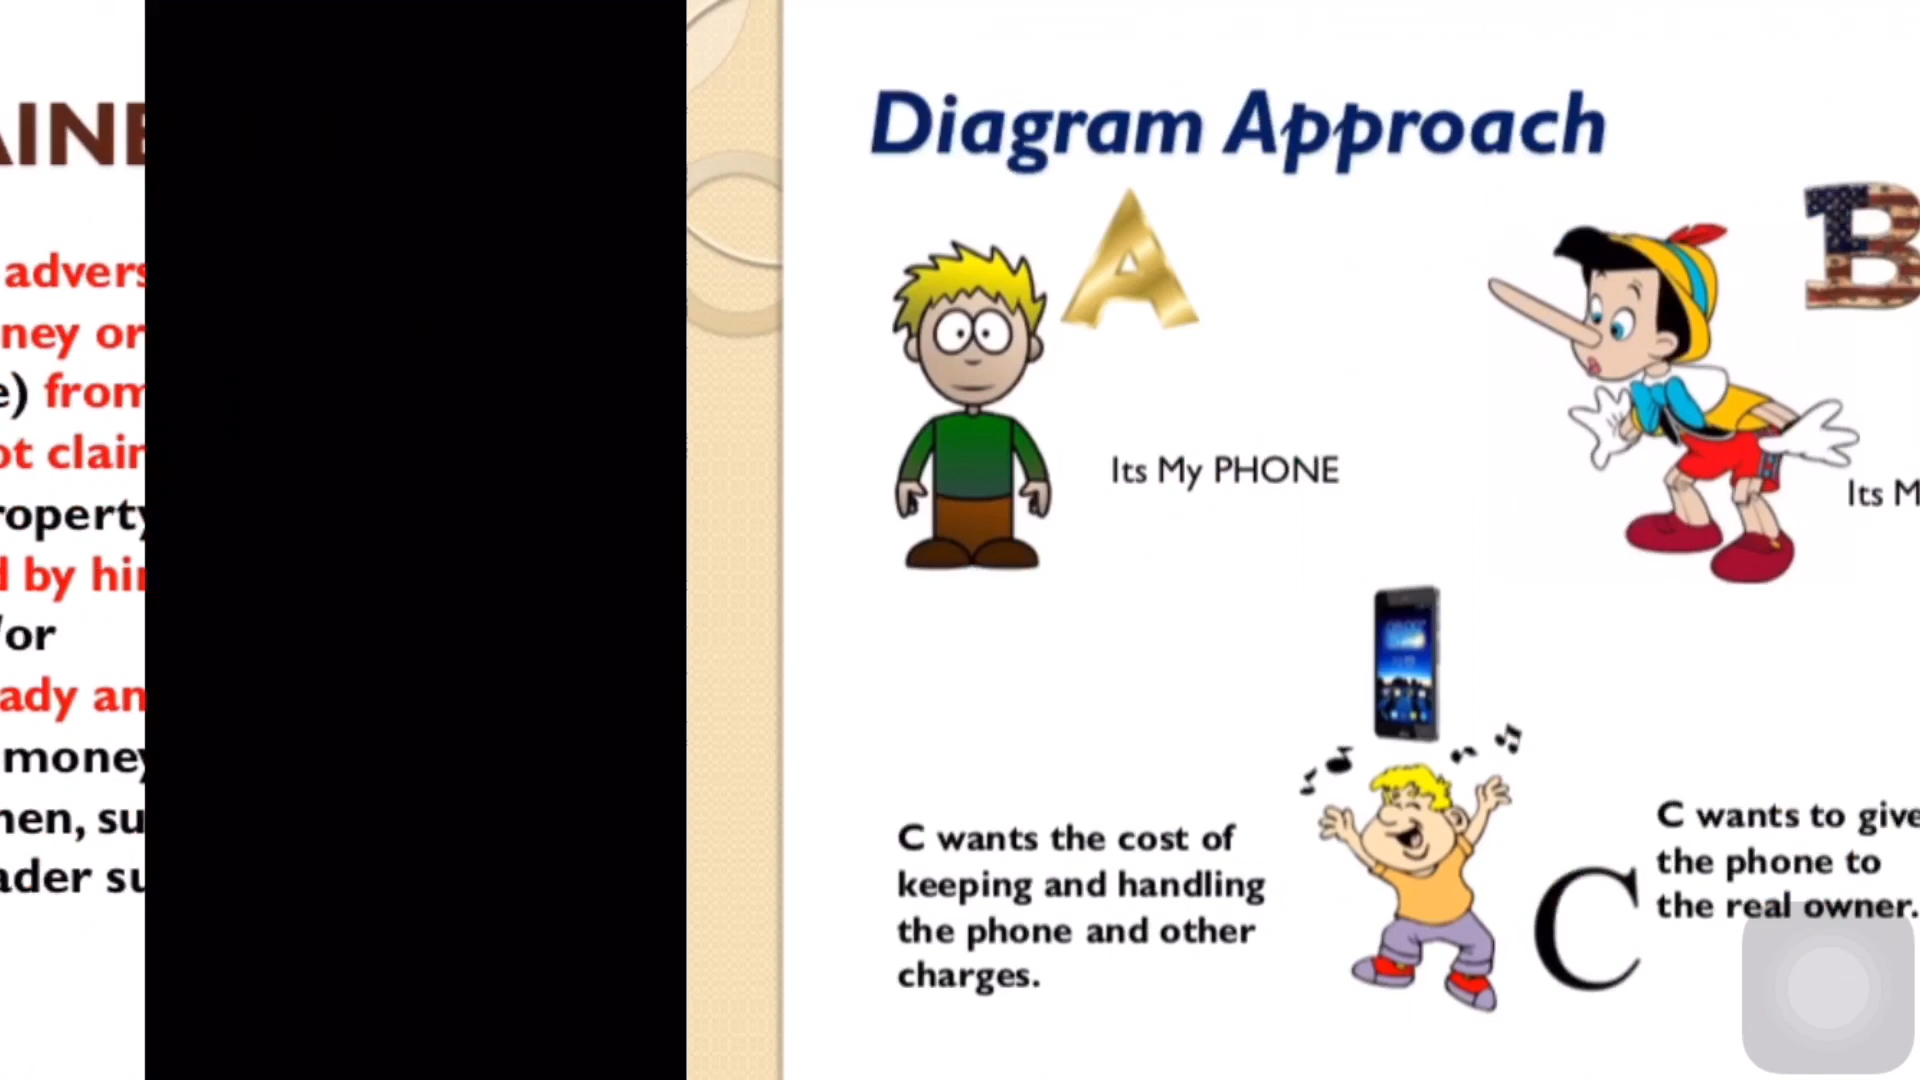 advers
ney or
from
ot clair
roperty
d by hir
/or
ady an
money
hen, su
ader su
Diagram Approach
A
B
Its My PHONE
Its M
C wants the cost of
keeping and handling
the phone and other
charges.
C
C wants to give
the phone to
the real owner.